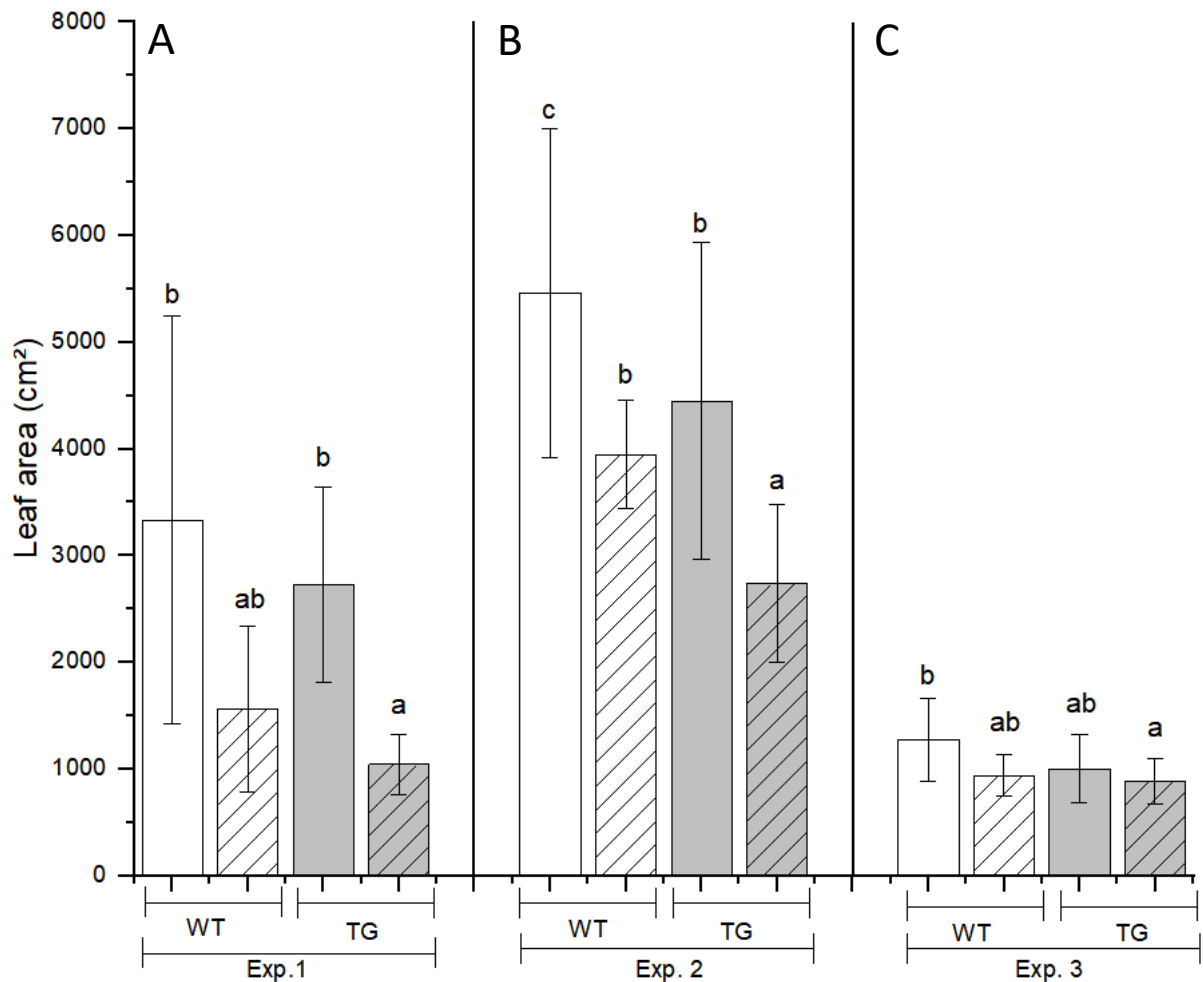 A
B
C
8000
7000
6000
5000
4000
3000
2000
1000
0
Leaf area (cm²)
b
ab
b
a
c
b
b
a
b
ab
ab
a
WT
TG
WT
TG
WT
TG
Exp.1
Exp. 2
Exp. 3